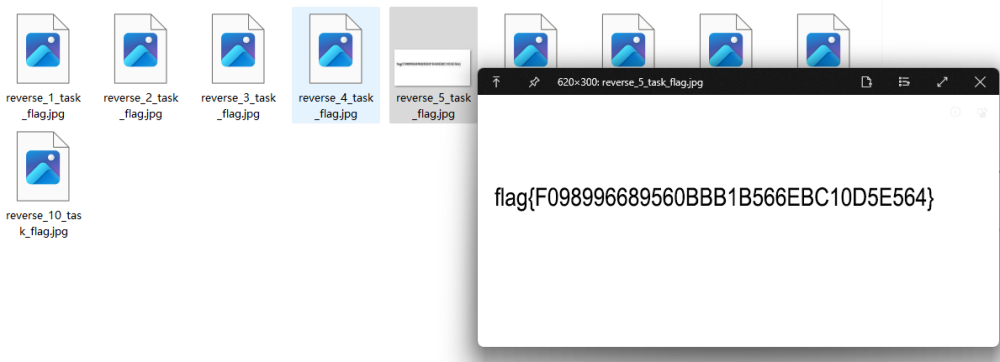 reverse_1_task
_flag.jpg
reverse_2_task
_flag.jpg
reverse_3_task
_flag.jpg
reverse_4_task
_flag.jpg
reverse_5_task
_flag.jpg
620×300: reverse_5_task_flag.jpg
flag{F098996689560BBB1B566EBC10D5E564}
reverse_10_tas
k_flag.jpg